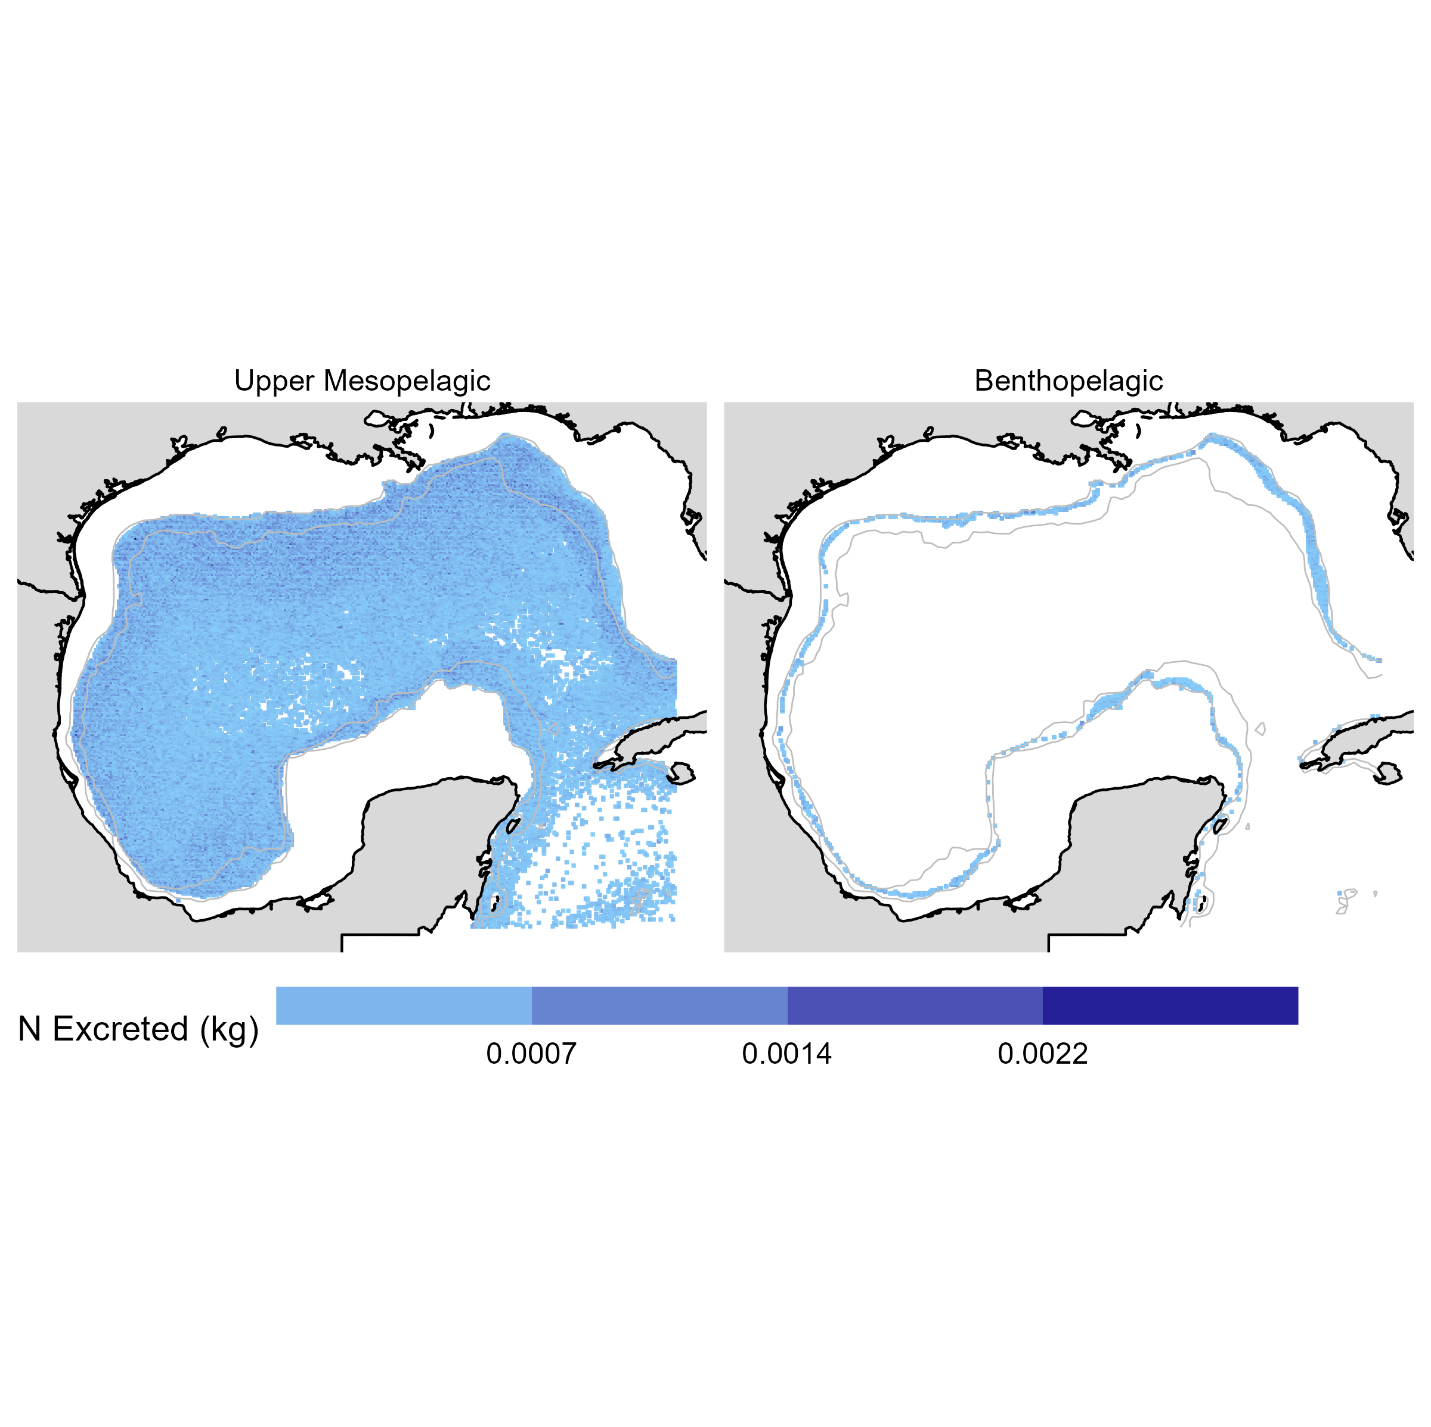 Upper Mesopelagic
Benthopelagic
N Excreted (kg)
0.0007
0.0014
0.0022